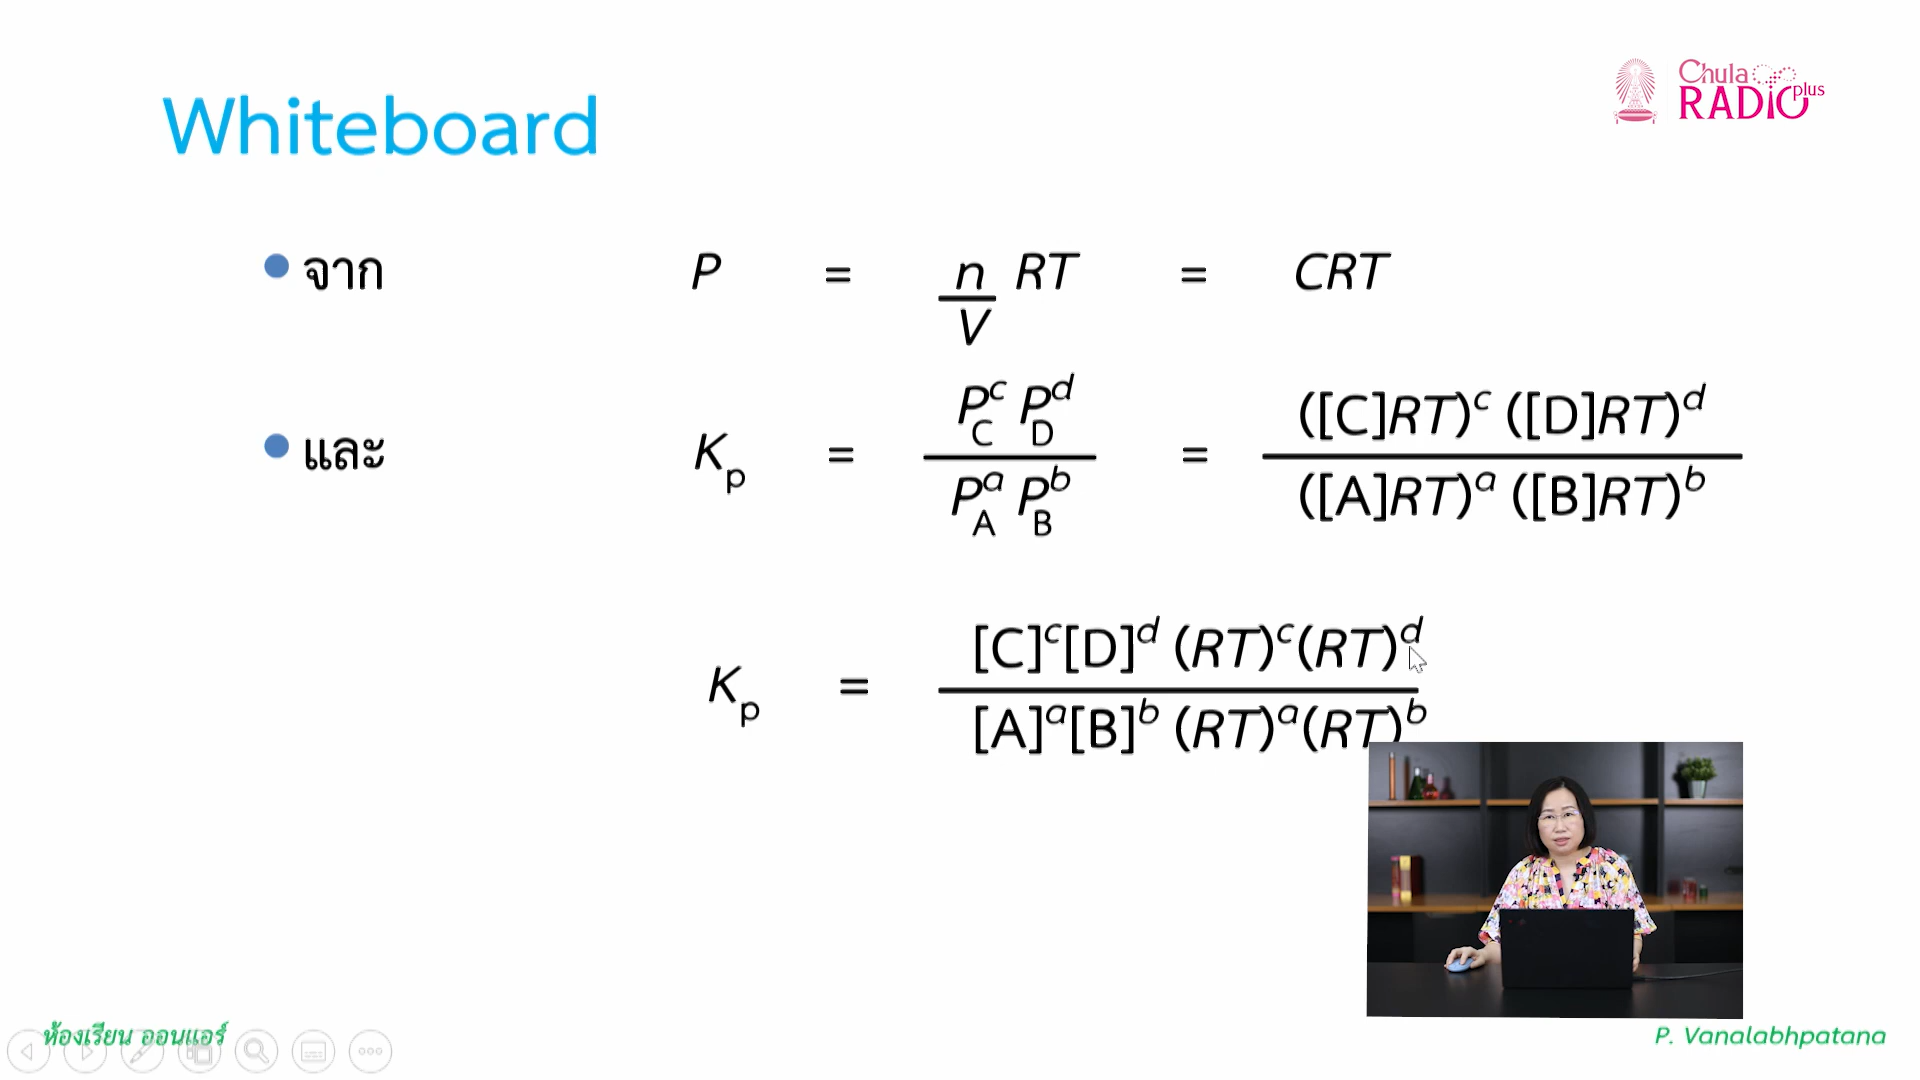 Chula
RADIO plus
Whiteboard
จาก P = n/V RT = CRT
และ K_p = P_C^c P_D^d / P_A^a P_B^b = ([C]RT)^c ([D]RT)^d / ([A]RT)^a ([B]RT)^b
K_p = [C]^c[D]^d (RT)^c(RT)^d / [A]^a[B]^b (RT)^a(RT)^b
ห้องเรียน ออนแอร์
P. Vanalabhpatana